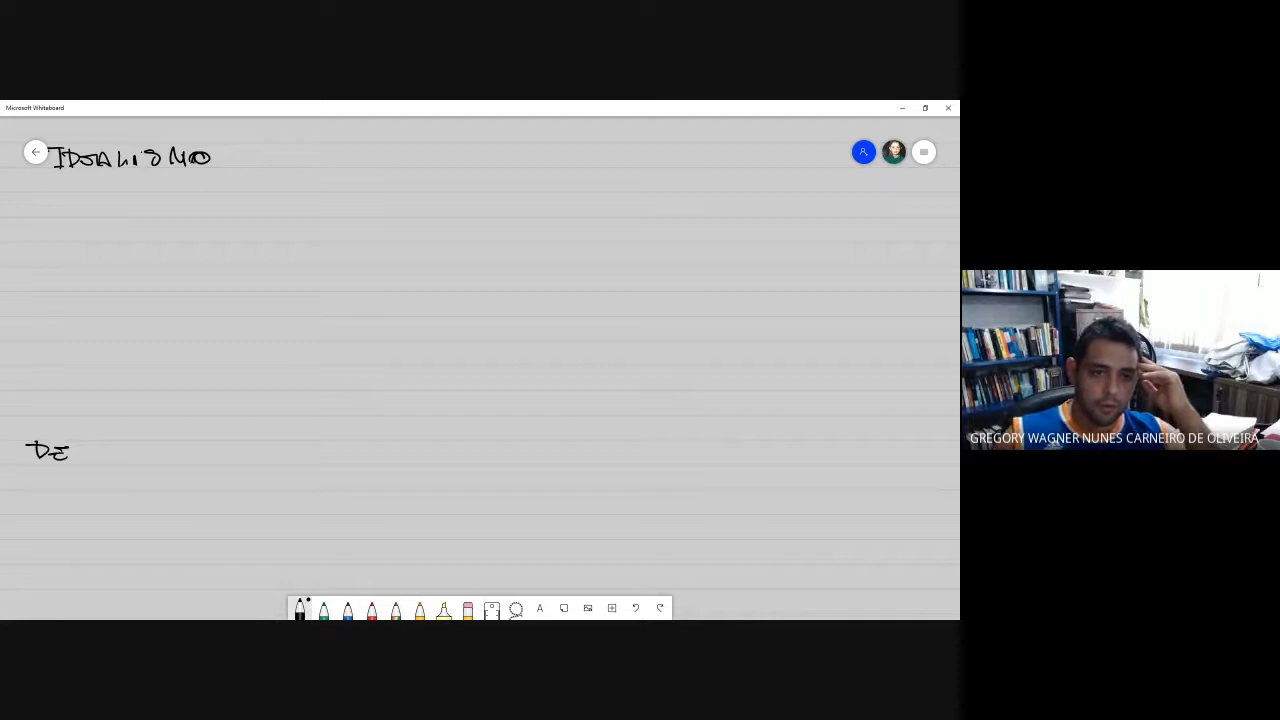 Microsoft Whiteboard
IDEALISMO
DE
A
GREGORY WAGNER NUNES CARNEIRO DE OLIVEIRA